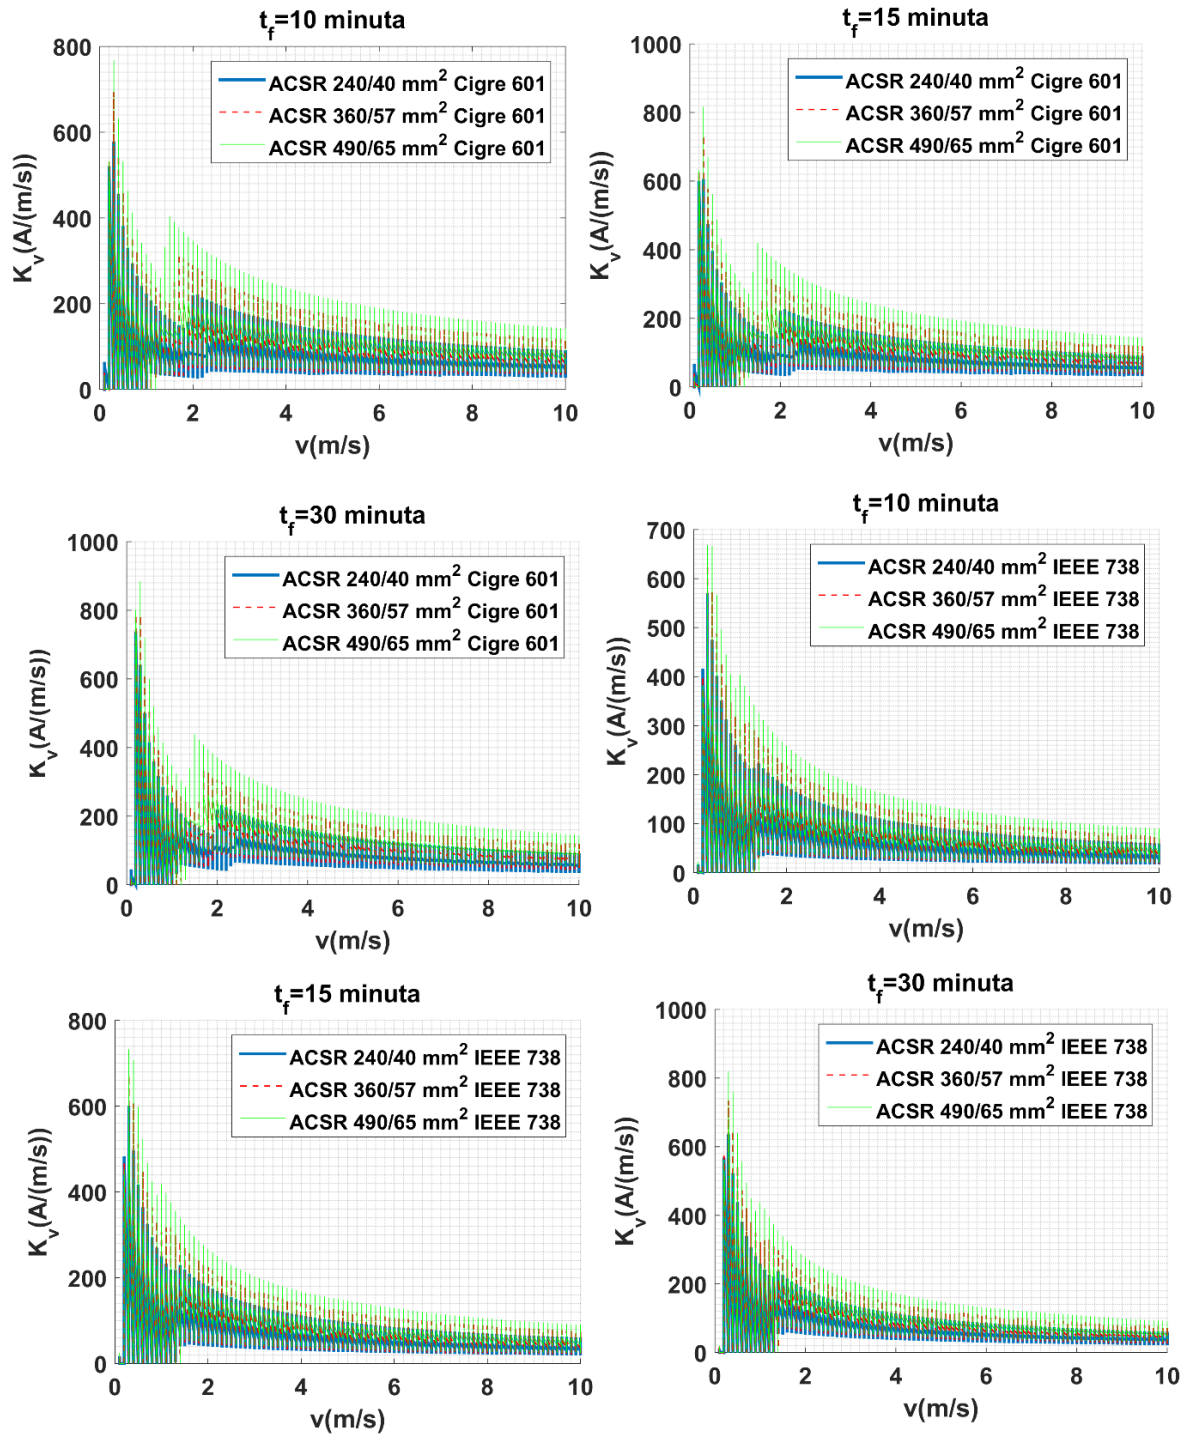 t_f=10 minuta
800
600
400
200
0
0 2 4 6 8 10
K_v(A/(m/s))
v(m/s)
ACSR 240/40 mm² Cigre 601
ACSR 360/57 mm² Cigre 601
ACSR 490/65 mm² Cigre 601
t_f=15 minuta
1000
800
600
400
200
0
0 2 4 6 8 10
K_v(A/(m/s))
v(m/s)
ACSR 240/40 mm² Cigre 601
ACSR 360/57 mm² Cigre 601
ACSR 490/65 mm² Cigre 601
t_f=30 minuta
1000
800
600
400
200
0
0 2 4 6 8 10
K_v(A/(m/s))
v(m/s)
ACSR 240/40 mm² Cigre 601
ACSR 360/57 mm² Cigre 601
ACSR 490/65 mm² Cigre 601
t_f=10 minuta
700
600
500
400
300
200
100
0
0 2 4 6 8 10
K_v(A/(m/s))
v(m/s)
ACSR 240/40 mm² IEEE 738
ACSR 360/57 mm² IEEE 738
ACSR 490/65 mm² IEEE 738
t_f=15 minuta
800
600
400
200
0
0 2 4 6 8 10
K_v(A/(m/s))
v(m/s)
ACSR 240/40 mm² IEEE 738
ACSR 360/57 mm² IEEE 738
ACSR 490/65 mm² IEEE 738
t_f=30 minuta
1000
800
600
400
200
0
0 2 4 6 8 10
K_v(A/(m/s))
v(m/s)
ACSR 240/40 mm² IEEE 738
ACSR 360/57 mm² IEEE 738
ACSR 490/65 mm² IEEE 738